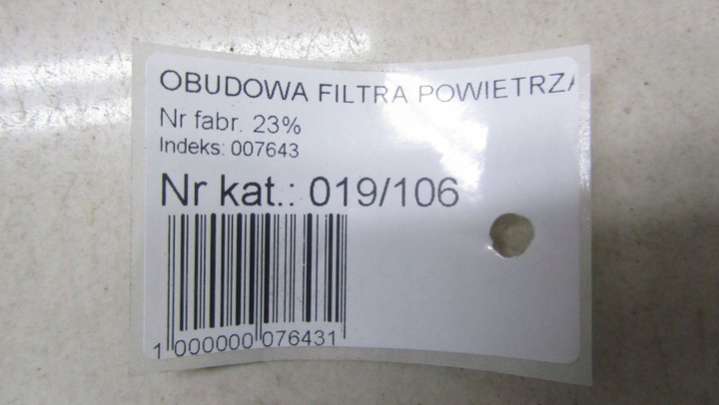 OBUDOWA FILTRA POWIETRZA
Nr fabr. 23%
Indeks: 007643
Nr kat.: 019/106
1 000000 076431